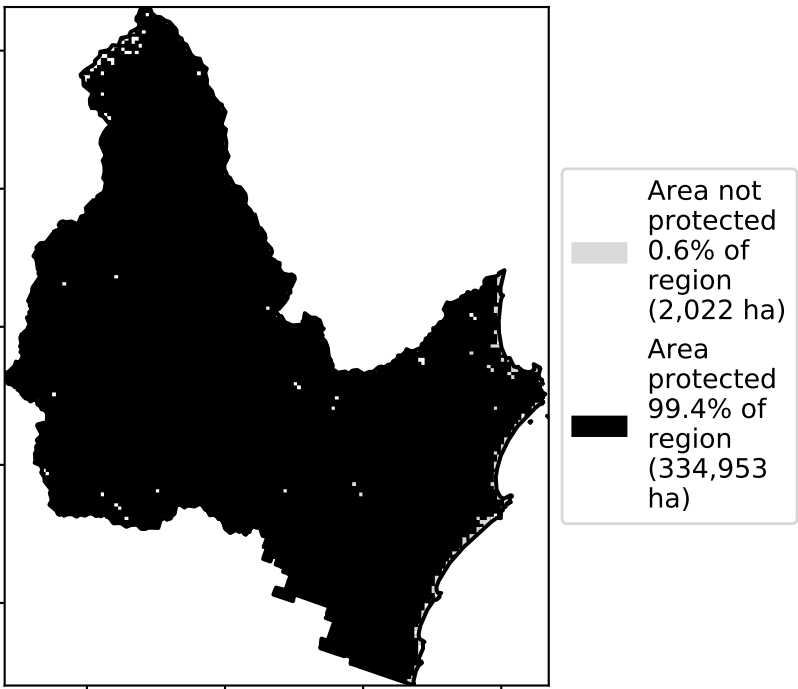 Area not
protected
0.6% of
region
(2,022 ha)
Area
protected
99.4% of
region
(334,953
ha)